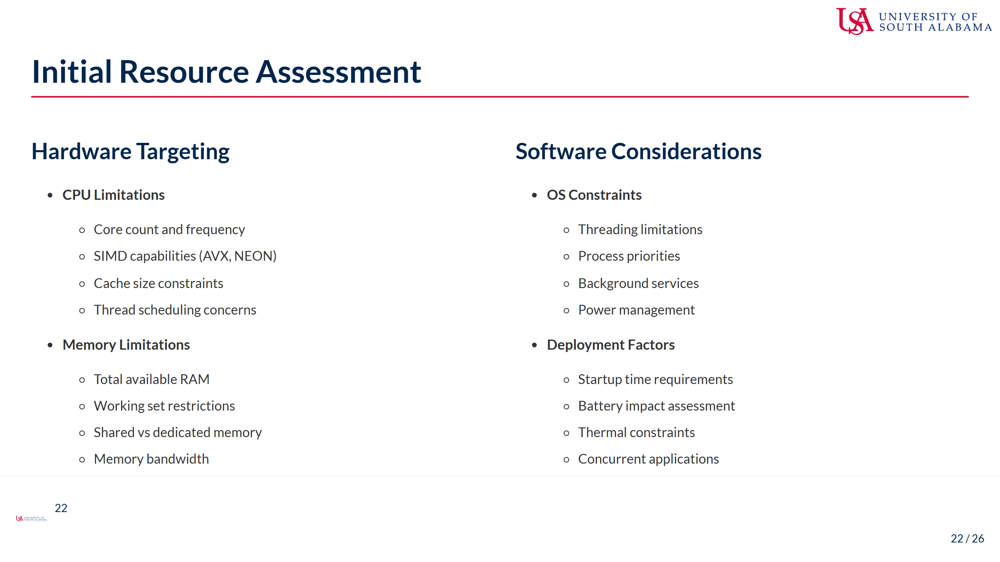 UNIVERSITY OF
SOUTH ALABAMA
Initial Resource Assessment
Hardware Targeting
CPU Limitations
Core count and frequency
SIMD capabilities (AVX, NEON)
Cache size constraints
Thread scheduling concerns
Memory Limitations
Total available RAM
Working set restrictions
Shared vs dedicated memory
Memory bandwidth
Software Considerations
OS Constraints
Threading limitations
Process priorities
Background services
Power management
Deployment Factors
Startup time requirements
Battery impact assessment
Thermal constraints
Concurrent applications
22
USA UNIVERSITY OF
SOUTH ALABAMA
22 / 26